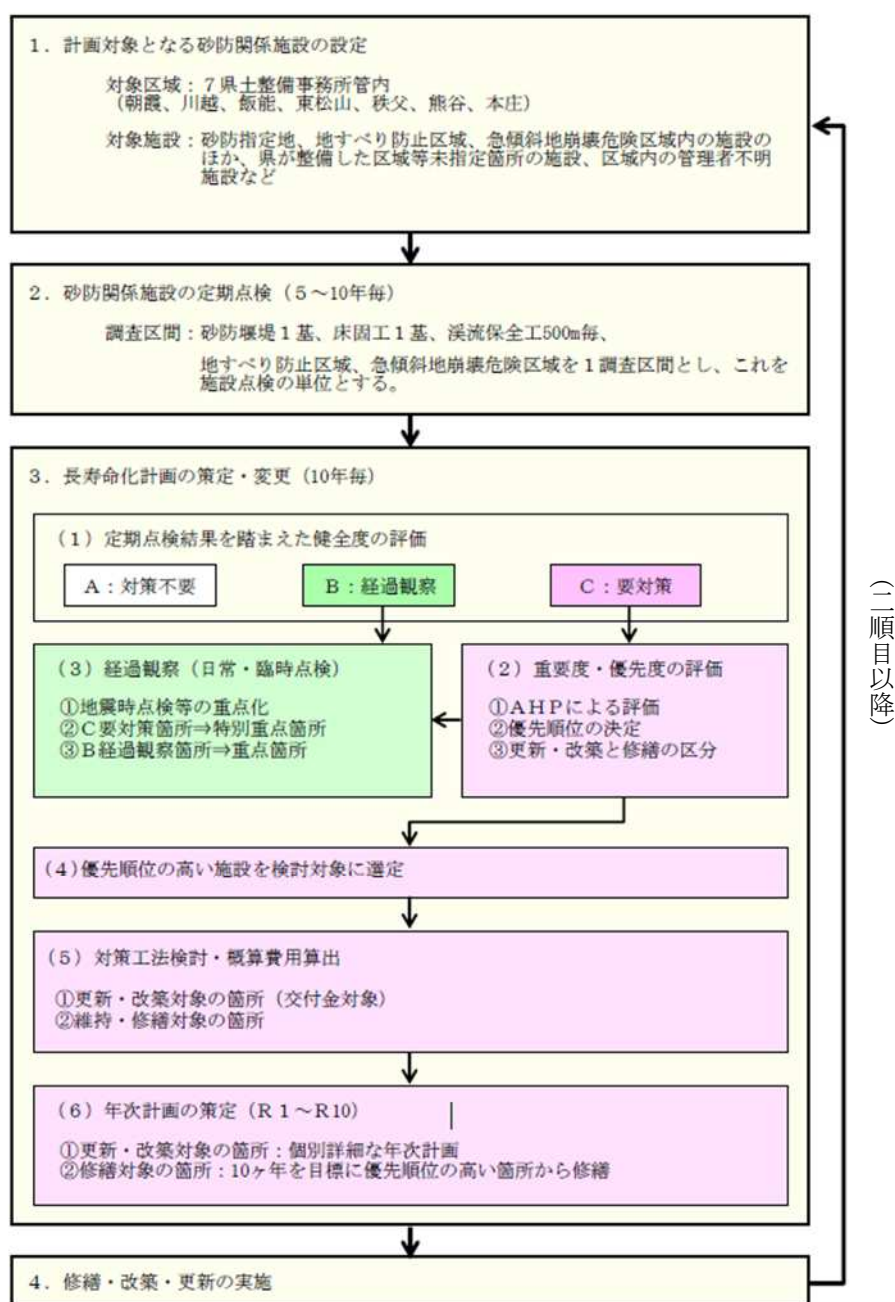 １．計画対象となる砂防関係施設の設定
対象区域：７県土整備事務所管内
（朝霞、川越、飯能、東松山、秩父、熊谷、本庄）
対象施設：砂防指定地、地すべり防止区域、急傾斜地崩壊危険区域内の施設の
ほか、県が整備した区域等未指定箇所の施設、区域内の管理者不明
施設など
２．砂防関係施設の定期点検（５～10年毎）
調査区間：砂防堰堤１基、床固工１基、渓流保全工500m毎、
地すべり防止区域、急傾斜地崩壊危険区域を１調査区間とし、これを
施設点検の単位とする。
３．長寿命化計画の策定・変更（10年毎）
（１）定期点検結果を踏まえた健全度の評価
Ａ：対策不要
Ｂ：経過観察
Ｃ：要対策
（３）経過観察（日常・臨時点検）
①地震時点検等の重点化
②Ｃ要対策箇所⇒特別重点箇所
③Ｂ経過観察箇所⇒重点箇所
（２）重要度・優先度の評価
①ＡＨＰによる評価
②優先順位の決定
③更新・改築と修繕の区分
（４）優先順位の高い施設を検討対象に選定
（５）対策工法検討・概算費用算出
①更新・改築対象の箇所（交付金対象）
②維持・修繕対象の箇所
（６）年次計画の策定（Ｒ１～Ｒ10）
①更新・改築対象の箇所：個別詳細な年次計画
②修繕対象の箇所：10ヶ年を目標に優先順位の高い箇所から修繕
４．修繕・改築・更新の実施
（二順目以降）